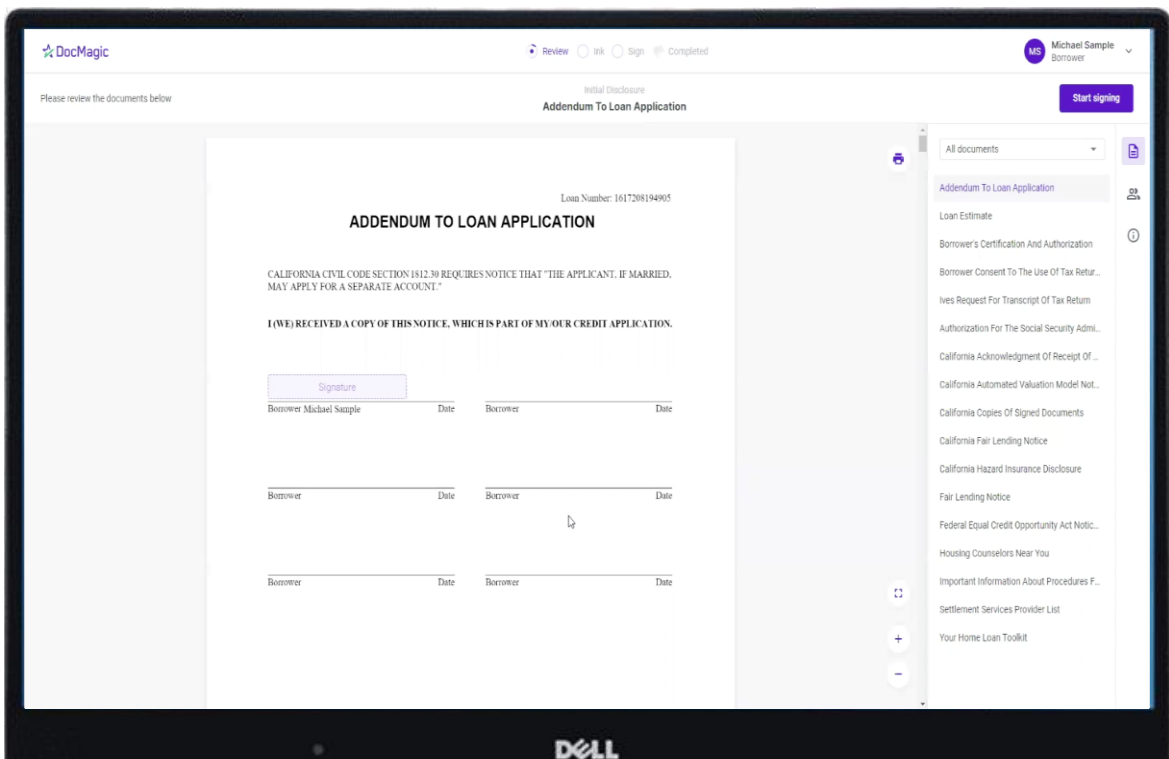 DocMagic
Review Ink Sign Completed
MS
Michael Sample
Borrower
Please review the documents below
Initial Disclosure
Addendum To Loan Application
Start signing
Loan Number: 1617208194905
ADDENDUM TO LOAN APPLICATION
CALIFORNIA CIVIL CODE SECTION 1812.30 REQUIRES NOTICE THAT "THE APPLICANT, IF MARRIED,
MAY APPLY FOR A SEPARATE ACCOUNT."
I (WE) RECEIVED A COPY OF THIS NOTICE, WHICH IS PART OF MY/OUR CREDIT APPLICATION.
Signature
Borrower Michael Sample Date Borrower Date
Borrower Date Borrower Date
Borrower Date Borrower Date
All documents
Addendum To Loan Application
Loan Estimate
Borrower's Certification And Authorization
Borrower Consent To The Use Of Tax Retur...
Ives Request For Transcript Of Tax Return
Authorization For The Social Security Admi...
California Acknowledgment Of Receipt Of ...
California Automated Valuation Model Not...
California Copies Of Signed Documents
California Fair Lending Notice
California Hazard Insurance Disclosure
Fair Lending Notice
Federal Equal Credit Opportunity Act Notic...
Housing Counselors Near You
Important Information About Procedures F...
Settlement Services Provider List
Your Home Loan Toolkit
DELL